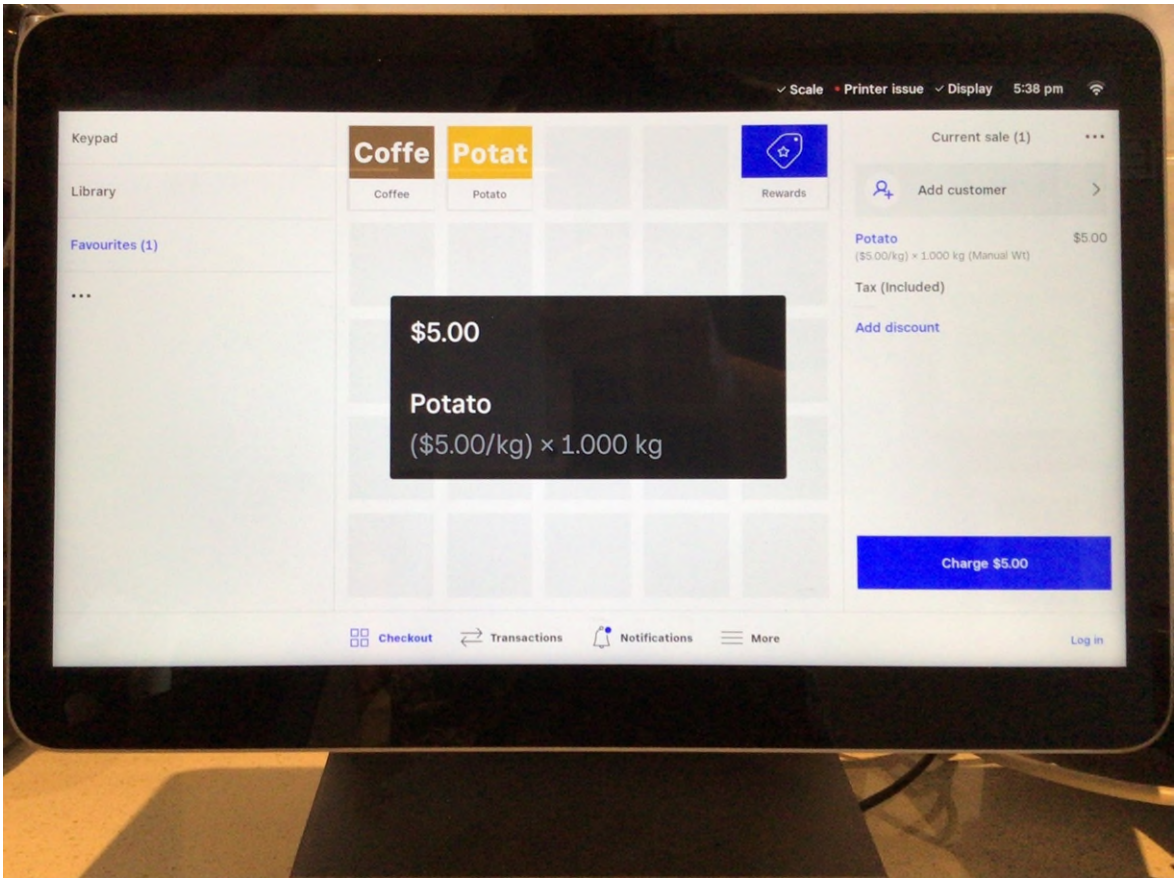 Scale Printer issue Display 5:38 pm
Keypad
Library
Favourites (1)
Coffe
Coffee
Potat
Potato
Rewards
$5.00
Potato
($5.00/kg) × 1.000 kg
Current sale (1)
Add customer
Potato $5.00
($5.00/kg) × 1.000 kg (Manual Wt)
Tax (Included)
Add discount
Charge $5.00
Checkout Transactions Notifications More
Log in